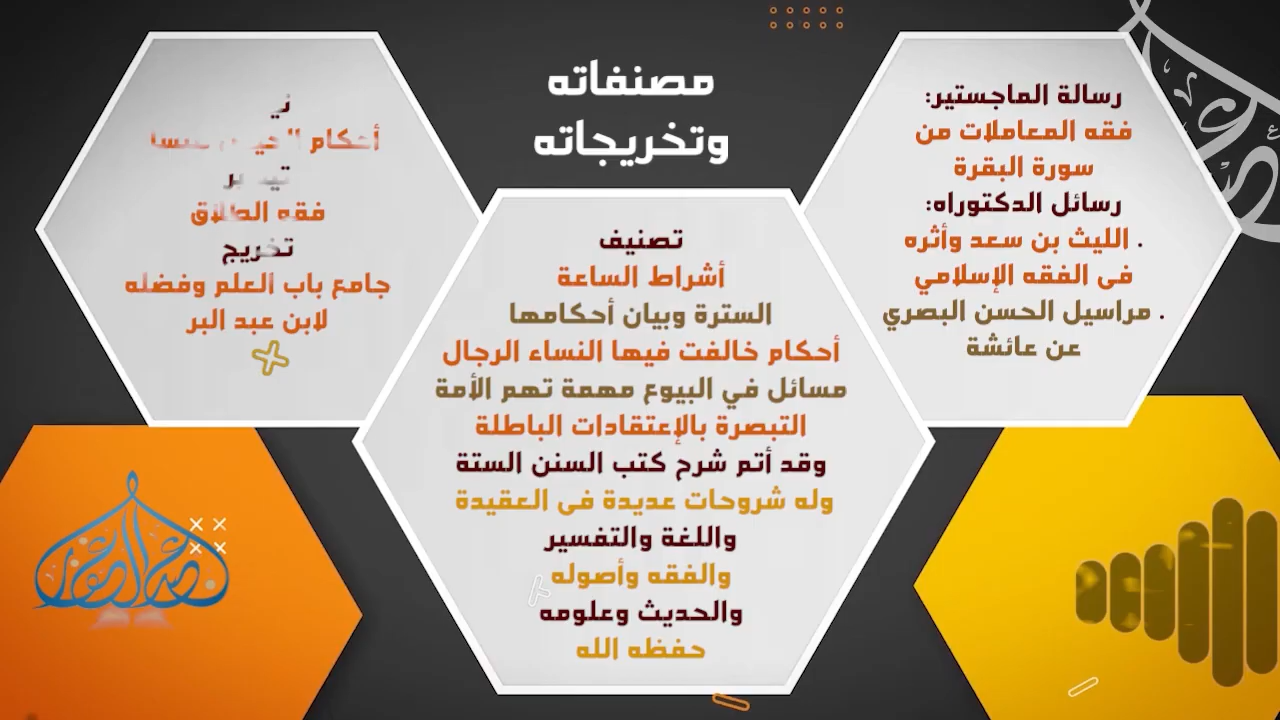 مصنفاته
وتخريجاته
رسالة الماجستير:
فقه المعاملات من
سورة البقرة
رسائل الدكتوراه:
. الليث بن سعد وأثره
فى الفقه الإسلامي
. مراسيل الحسن البصري
عن عائشة
تصنيف
أشراط الساعة
السترة وبيان أحكامها
أحكام خالفت فيها النساء الرجال
مسائل في البيوع مهمة تهم الأمة
التبصرة بالإعتقادات الباطلة
وقد أتم شرح كتب السنن الستة
وله شروحات عديدة فى العقيدة
واللغة والتفسير
والفقه وأصوله
والحديث وعلومه
حفظه الله
أحكام
فقه الطلاق
تخريج
جامع باب العلم وفضله
لابن عبد البر